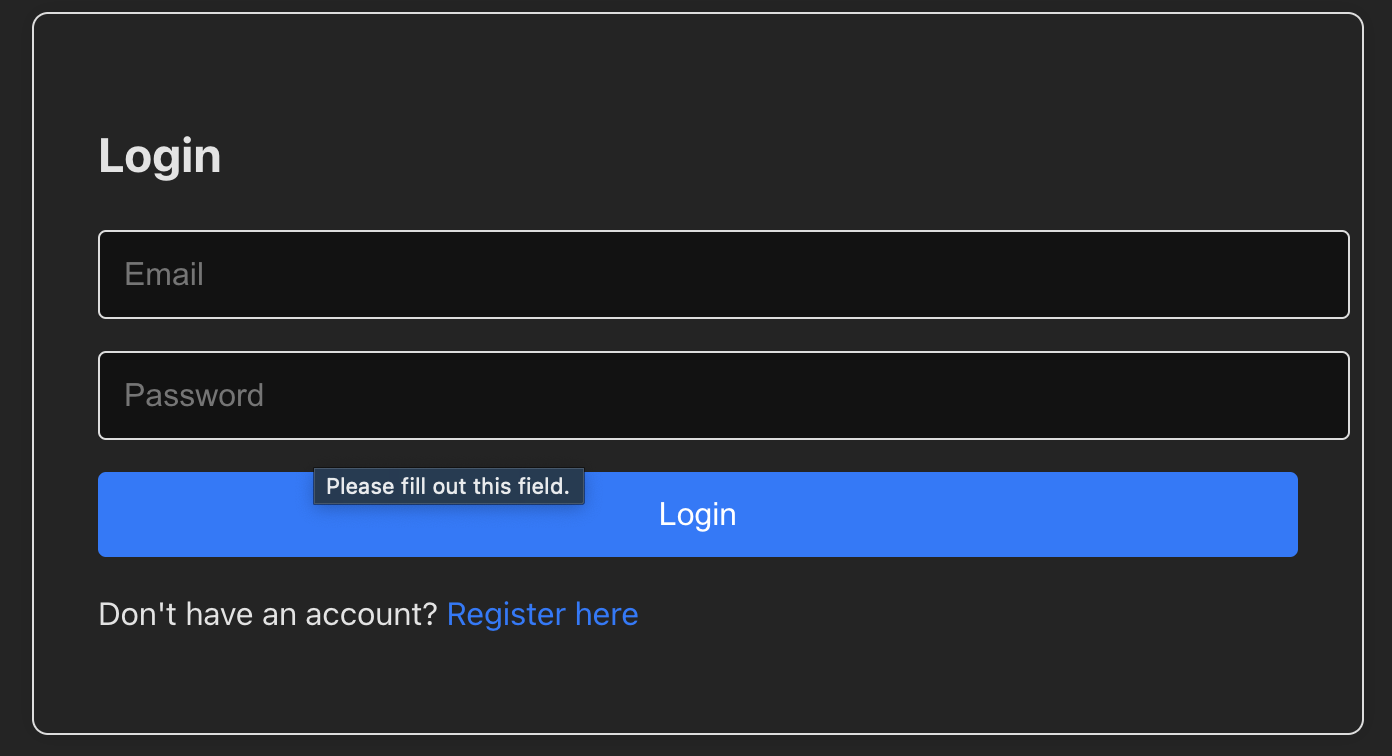 Login
Email
Password
Please fill out this field.
Login
Don't have an account? Register here